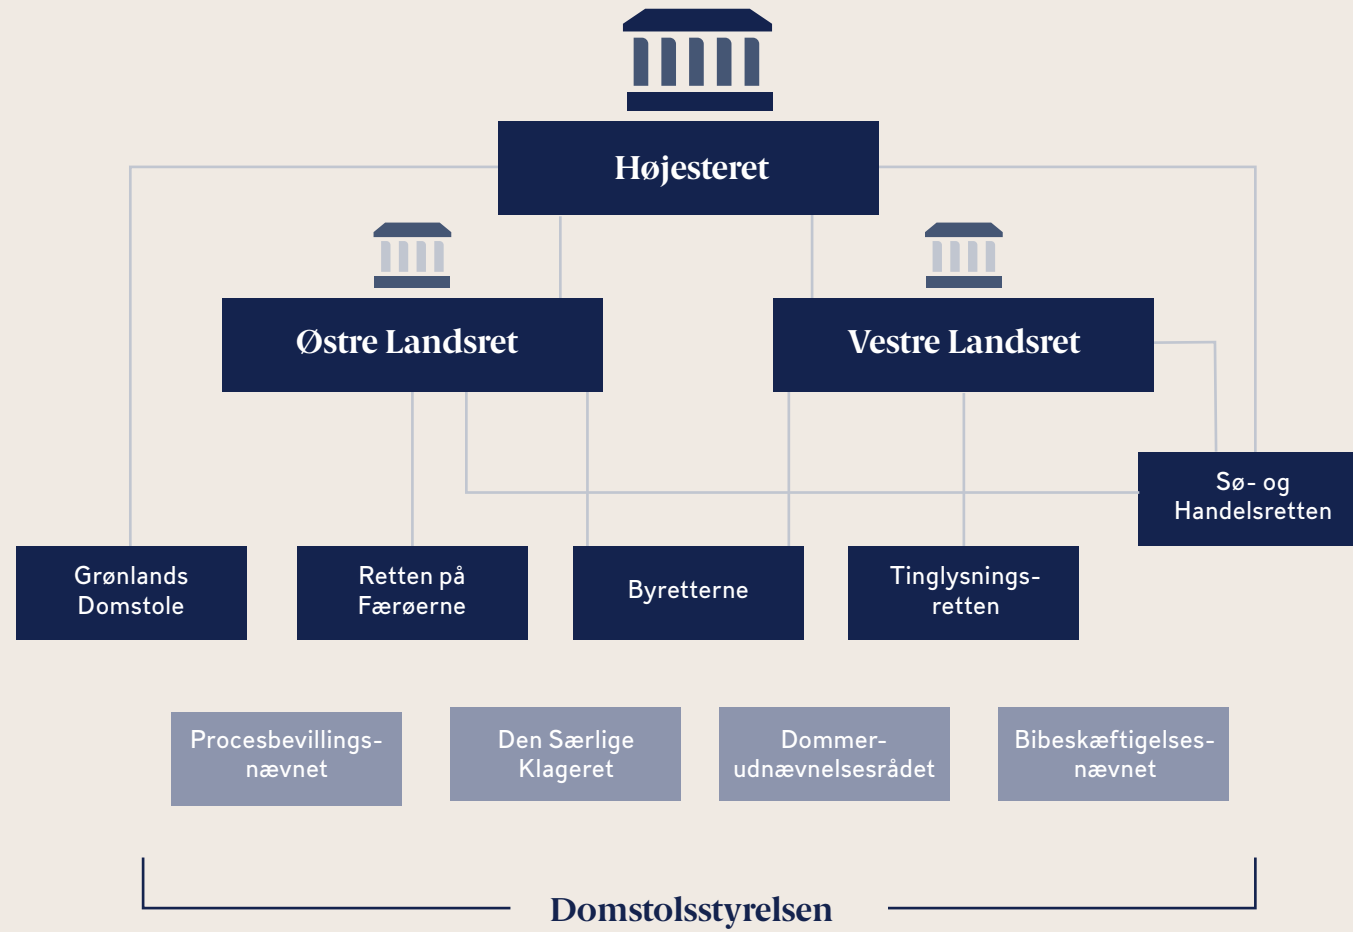 Højesteret
Østre Landsret
Vestre Landsret
Sø- og
Handelsretten
Grønlands
Domstole
Retten på
Færøerne
Byretterne
Tinglysnings-
retten
Procesbevillings-
nævnet
Den Særlige
Klageret
Dommer-
udnævnelsesrådet
Bibeskæftigelses-
nævnet
Domstolsstyrelsen